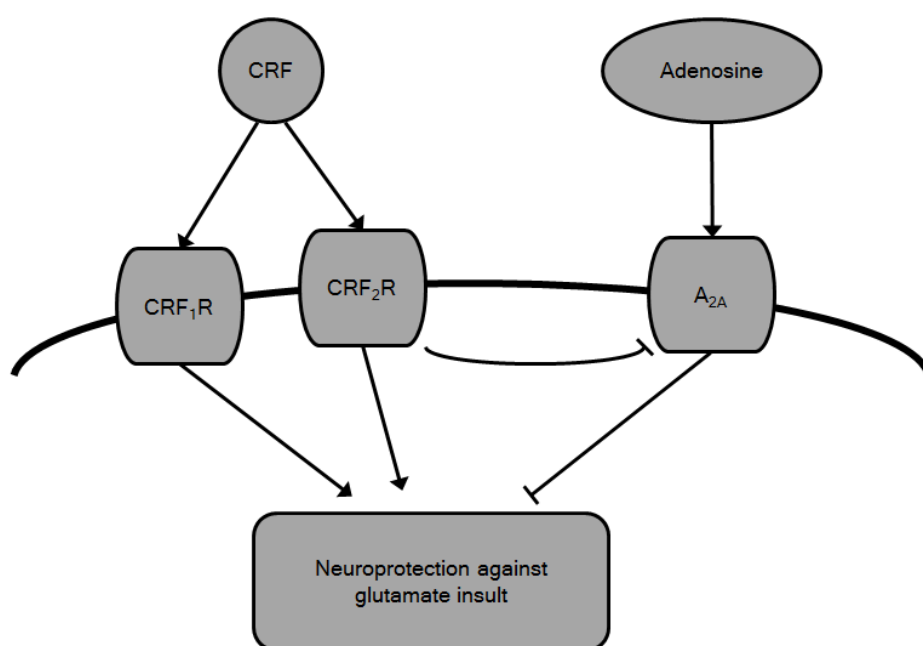 CRF
Adenosine
CRF₁R
CRF₂R
A₂A
Neuroprotection against
glutamate insult